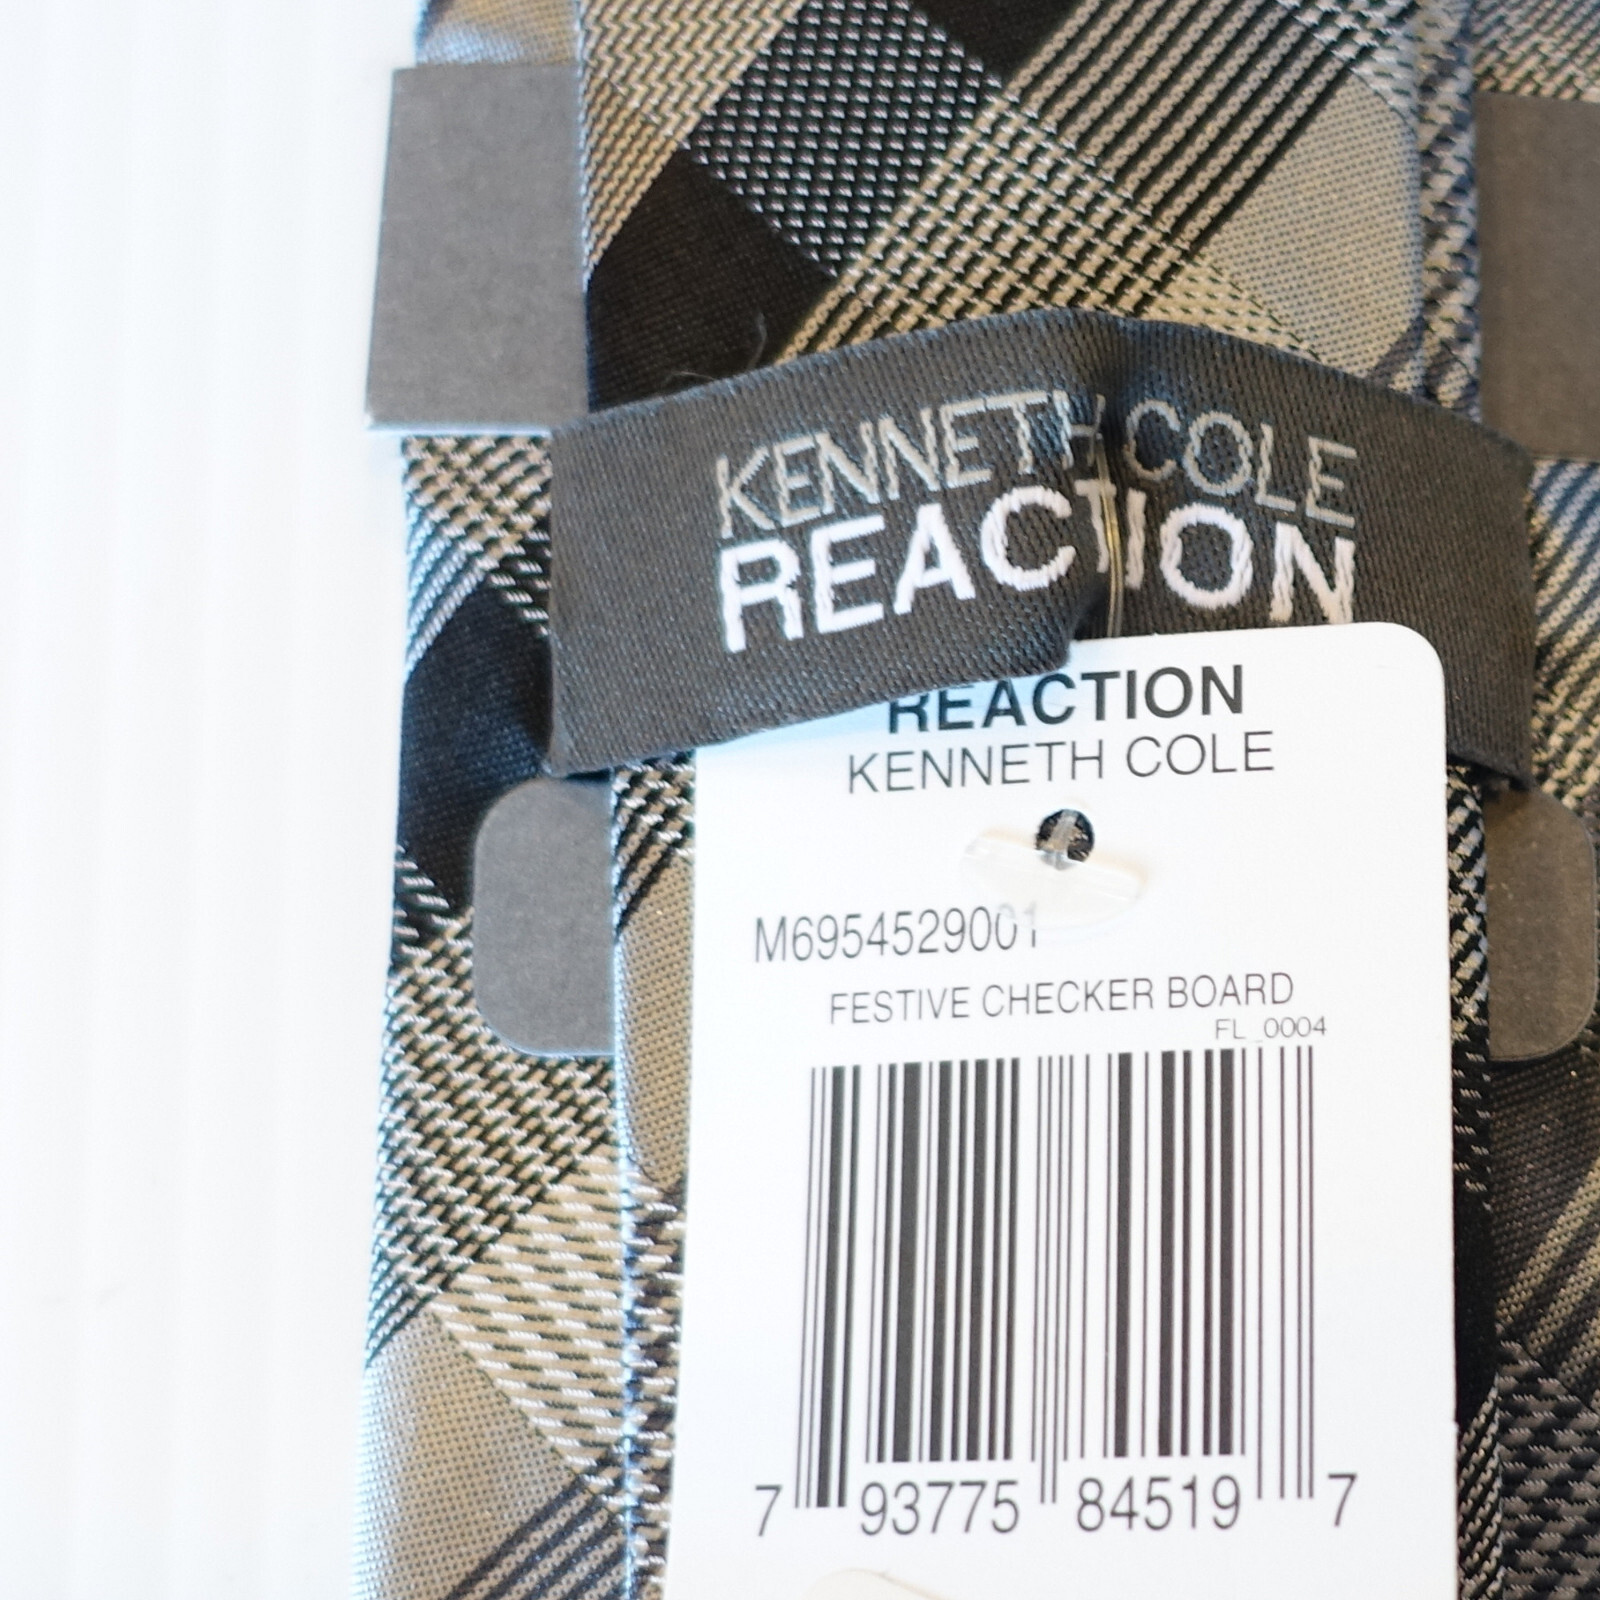 KENNETH COLE
REACTION
REACTION
KENNETH COLE
M6954529001
FESTIVE CHECKER BOARD
FL_0004
7 93775 84519 7